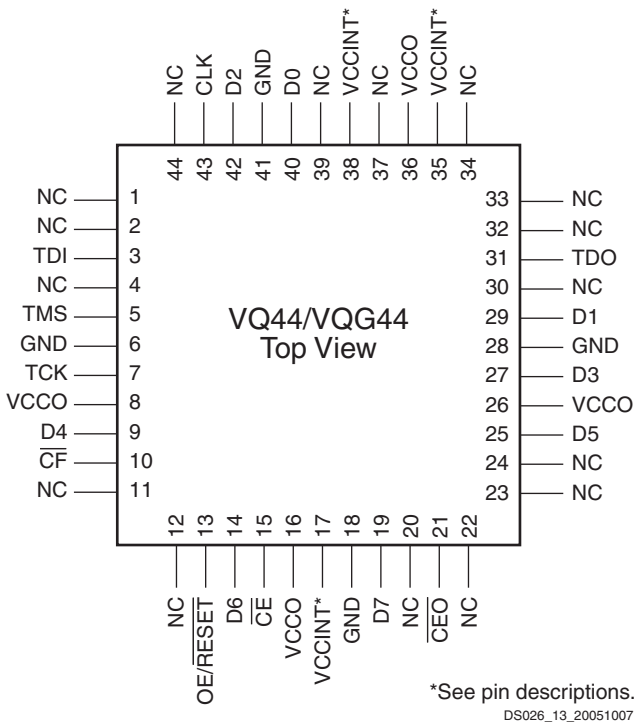 NC CLK D2 GND D0 NC VCCINT* NC VCCO VCCINT* NC
44 43 42 41 40 39 38 37 36 35 34
NC 1 33 NC
NC 2 32 NC
TDI 3 31 TDO
NC 4 30 NC
TMS 5 VQ44/VQG44 29 D1
GND 6 Top View 28 GND
TCK 7 27 D3
VCCO 8 26 VCCO
D4 9 25 D5
CF 10 24 NC
NC 11 23 NC
12 13 14 15 16 17 18 19 20 21 22
NC OE/RESET D6 CE VCCO VCCINT* GND D7 NC CEO NC
*See pin descriptions.
DS026_13_20051007